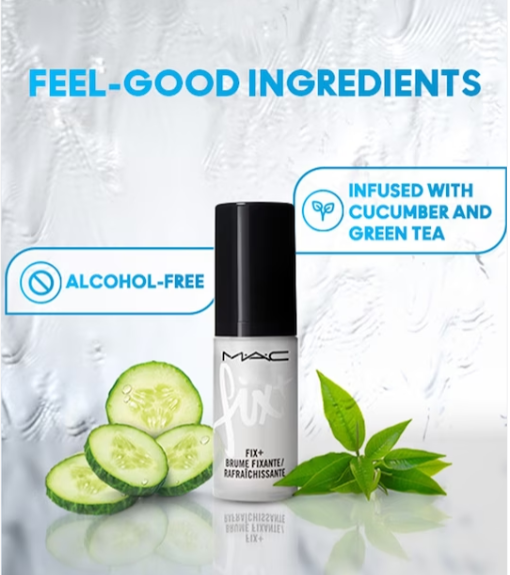 FEEL-GOOD INGREDIENTS
INFUSED WITH
CUCUMBER AND
GREEN TEA
ALCOHOL-FREE
MAC
fix+
FIX+
BRUME FIXANTE/
RAFRAÎCHISSANTE